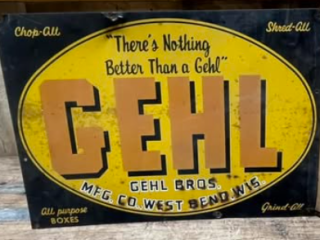 Chop-All
Shred-All
"There's Nothing
Better Than a Gehl"
GEHL
GEHL BROS.
MFG. CO. WEST BEND, WIS.
All purpose
BOXES
Grind-All